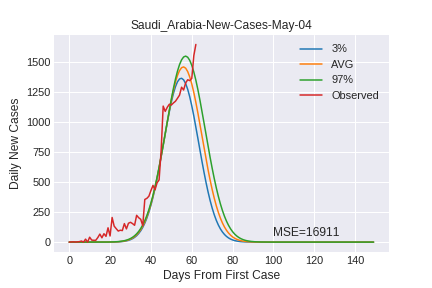 Saudi_Arabia-New-Cases-May-04
3%
AVG
97%
Observed
Daily New Cases
1500
1250
1000
750
500
250
0
MSE=16911
0 20 40 60 80 100 120 140
Days From First Case